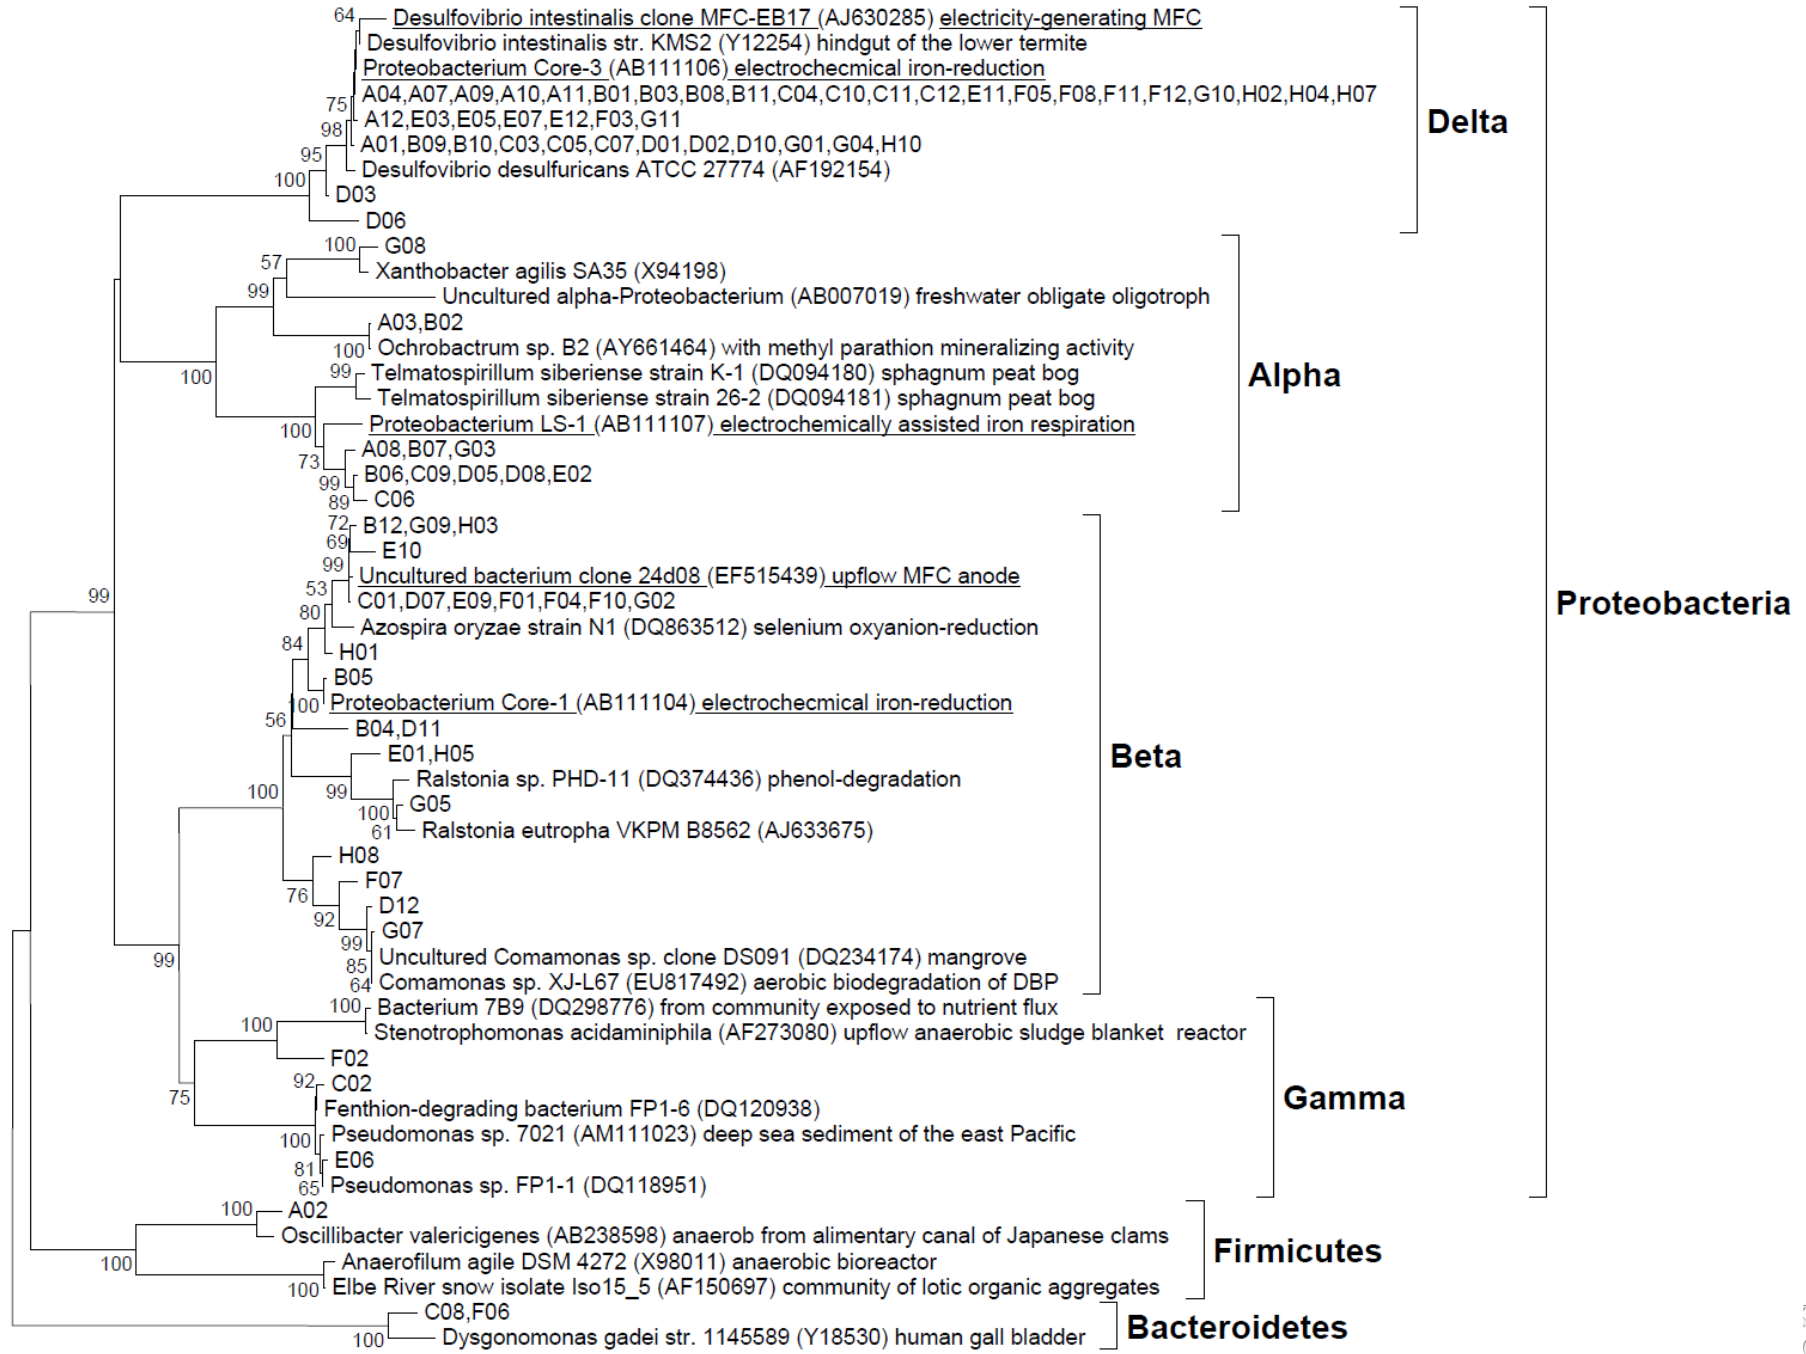 64 Desulfovibrio intestinalis clone MFC-EB17 (AJ630285) electricity-generating MFC
Desulfovibrio intestinalis str. KMS2 (Y12254) hindgut of the lower termite
Proteobacterium Core-3 (AB111106) electrochecmical iron-reduction
75 A04,A07,A09,A10,A11,B01,B03,B08,B11,C04,C10,C11,C12,E11,F05,F08,F11,F12,G10,H02,H04,H07
Delta
98 A12,E03,E05,E07,E12,F03,G11
95 A01,B09,B10,C03,C05,C07,D01,D02,D10,G01,G04,H10
Desulfovibrio desulfuricans ATCC 27774 (AF192154)
100 D03
D06
100 G08
57 Xanthobacter agilis SA35 (X94198)
99 Uncultured alpha-Proteobacterium (AB007019) freshwater obligate oligotroph
A03,B02
100 Ochrobactrum sp. B2 (AY661464) with methyl parathion mineralizing activity
100 99 Telmatospirillum siberiense strain K-1 (DQ094180) sphagnum peat bog
Alpha
Telmatospirillum siberiense strain 26-2 (DQ094181) sphagnum peat bog
100 Proteobacterium LS-1 (AB111107) electrochemically assisted iron respiration
A08,B07,G03
73 B06,C09,D05,D08,E02
99
89 C06
72 B12,G09,H03
69 E10
99 Uncultured bacterium clone 24d08 (EF515439) upflow MFC anode
53 C01,D07,E09,F01,F04,F10,G02
99
Proteobacteria
80 Azospira oryzae strain N1 (DQ863512) selenium oxyanion-reduction
84 H01
B05
100 Proteobacterium Core-1 (AB111104) electrochecmical iron-reduction
56 B04,D11
E01,H05
Beta
Ralstonia sp. PHD-11 (DQ374436) phenol-degradation
100 99 G05
100
61 Ralstonia eutropha VKPM B8562 (AJ633675)
H08
76 F07
92 D12
99 G07
99 Uncultured Comamonas sp. clone DS091 (DQ234174) mangrove
85
64 Comamonas sp. XJ-L67 (EU817492) aerobic biodegradation of DBP
100 Bacterium 7B9 (DQ298776) from community exposed to nutrient flux
100 Stenotrophomonas acidaminiphila (AF273080) upflow anaerobic sludge blanket reactor
F02
92 C02
75
Gamma
Fenthion-degrading bacterium FP1-6 (DQ120938)
100 Pseudomonas sp. 7021 (AM111023) deep sea sediment of the east Pacific
81 E06
65 Pseudomonas sp. FP1-1 (DQ118951)
100 A02
Oscillibacter valericigenes (AB238598) anaerob from alimentary canal of Japanese clams
Firmicutes
100 Anaerofilum agile DSM 4272 (X98011) anaerobic bioreactor
100 Elbe River snow isolate Iso15_5 (AF150697) community of lotic organic aggregates
C08,F06
Bacteroidetes
100 Dysgonomonas gadei str. 1145589 (Y18530) human gall bladder